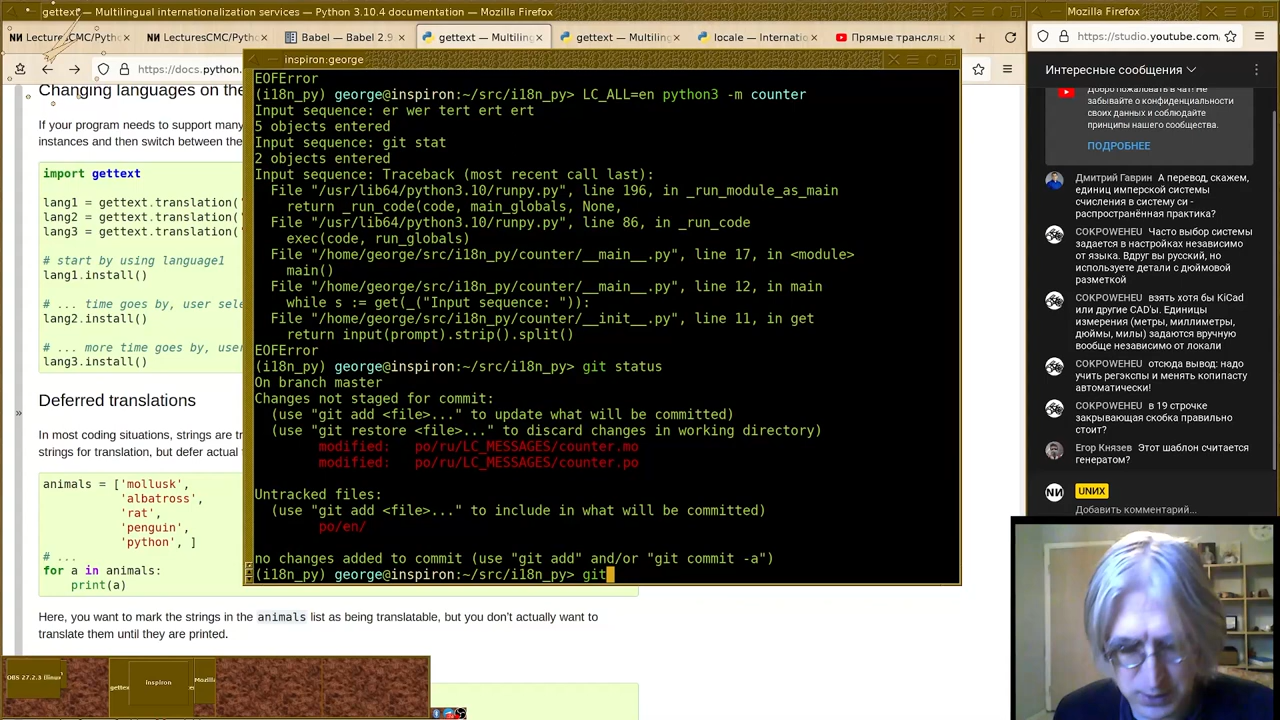 gettext — Multilingual internationalization services — Python 3.10.4 documentation — Mozilla Firefox
Mozilla Firefox
LecturesCMC/Pyth
LecturesCMC/Python
Babel — Babel 2.9
gettext — Multiling
gettext — Multiling
locale — Internatio
Прямые трансляц
https://docs.python.
https://studio.youtube.com
inspiron:george
Changing languages on the
If your program needs to support many
instances and then switch between the
import gettext
lang1 = gettext.translation('
lang2 = gettext.translation('
lang3 = gettext.translation('
# start by using language1
lang1.install()
# ... time goes by, user sele
lang2.install()
# ... more time goes by, user
lang3.install()
Deferred translations
In most coding situations, strings are tr
strings for translation, but defer actual
animals = ['mollusk',
'albatross',
'rat',
'penguin',
'python', ]
# ...
for a in animals:
print(a)
Here, you want to mark the strings in the animals list as being translatable, but you don't actually want to
translate them until they are printed.
EOFError
(i18n_py) george@inspiron:~/src/i18n_py> LC_ALL=en python3 -m counter
Input sequence: er wer tert ert ert
5 objects entered
Input sequence: git stat
2 objects entered
Input sequence: Traceback (most recent call last):
File "/usr/lib64/python3.10/runpy.py", line 196, in _run_module_as_main
return _run_code(code, main_globals, None,
File "/usr/lib64/python3.10/runpy.py", line 86, in _run_code
exec(code, run_globals)
File "/home/george/src/i18n_py/counter/__main__.py", line 17, in <module>
main()
File "/home/george/src/i18n_py/counter/__main__.py", line 12, in main
while s := get(_("Input sequence: ")):
File "/home/george/src/i18n_py/counter/__init__.py", line 11, in get
return input(prompt).strip().split()
EOFError
(i18n_py) george@inspiron:~/src/i18n_py> git status
On branch master
Changes not staged for commit:
(use "git add <file>..." to update what will be committed)
(use "git restore <file>..." to discard changes in working directory)
modified: po/ru/LC_MESSAGES/counter.mo
modified: po/ru/LC_MESSAGES/counter.po
Untracked files:
(use "git add <file>..." to include in what will be committed)
po/en/
no changes added to commit (use "git add" and/or "git commit -a")
(i18n_py) george@inspiron:~/src/i18n_py> git
Интересные сообщения
Добро пожаловать в чат! Не
забывайте о конфиденциальности
своих данных и соблюдайте
принципы нашего сообщества.
ПОДРОБНЕЕ
Дмитрий Гаврин А перевод, скажем,
единиц имперской системы
счисления в систему си -
распространённая практика?
COKPOWEHEU Часто выбор системы
задается в настройках независимо
от языка. Вдруг вы русский, но
используете детали с дюймовой
разметкой
COKPOWEHEU взять хотя бы KiCad
или другие CAD'ы. Единицы
измерения (метры, миллиметры,
дюймы, милы) задаются вручную
вообще независимо от локали
COKPOWEHEU отсюда вывод: надо
учить регэкспы и менять копипасту
автоматически!
COKPOWEHEU в 19 строчке
закрывающая скобка правильно
стоит?
Егор Князев Этот шаблон считается
генератом?
UNИX
Добавить комментарий...
OBS 27.2.3 (linux
gettex
Inspiron
Mozilla